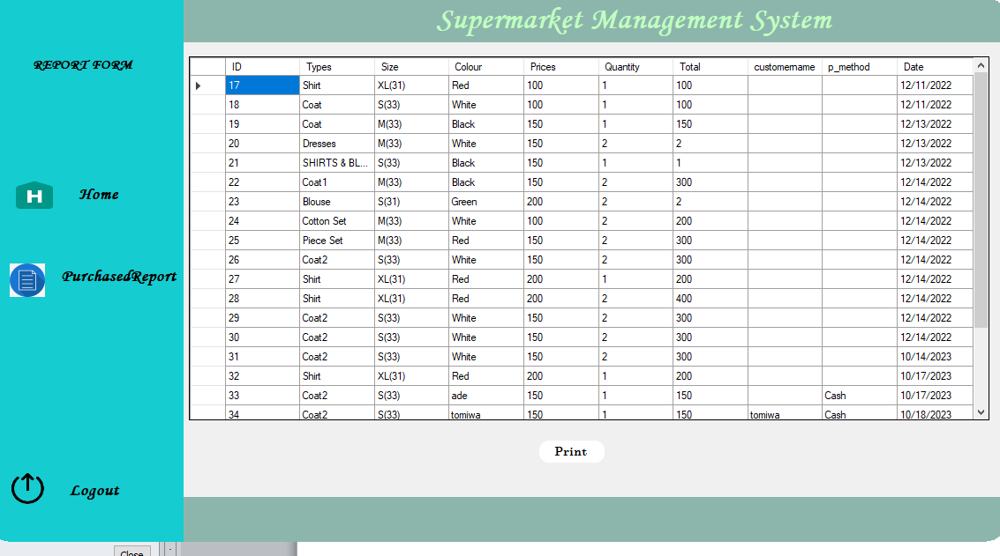 Supermarket Management System
REPORT FORM
Home
PurchasedReport
Logout
ID Types Size Colour Prices Quantity Total customername p_method Date
17 Shirt XL(31) Red 100 1 100 12/11/2022
18 Coat S(33) White 100 1 100 12/11/2022
19 Coat M(33) Black 150 1 150 12/13/2022
20 Dresses M(33) White 150 2 2 12/13/2022
21 SHIRTS & BL... S(33) Black 150 1 1 12/13/2022
22 Coat1 M(33) Black 150 2 300 12/14/2022
23 Blouse S(31) Green 200 2 2 12/14/2022
24 Cotton Set M(33) White 100 2 200 12/14/2022
25 Piece Set M(33) Red 150 2 300 12/14/2022
26 Coat2 S(33) White 150 2 300 12/14/2022
27 Shirt XL(31) Red 200 1 200 12/14/2022
28 Shirt XL(31) Red 200 2 400 12/14/2022
29 Coat2 S(33) White 150 2 300 12/14/2022
30 Coat2 S(33) White 150 2 300 12/14/2022
31 Coat2 S(33) White 150 2 300 10/14/2023
32 Shirt XL(31) Red 200 1 200 10/17/2023
33 Coat2 S(33) ade 150 1 150 Cash 10/17/2023
34 Coat2 S(33) tomiwa 150 1 150 tomiwa Cash 10/18/2023
Print
Close